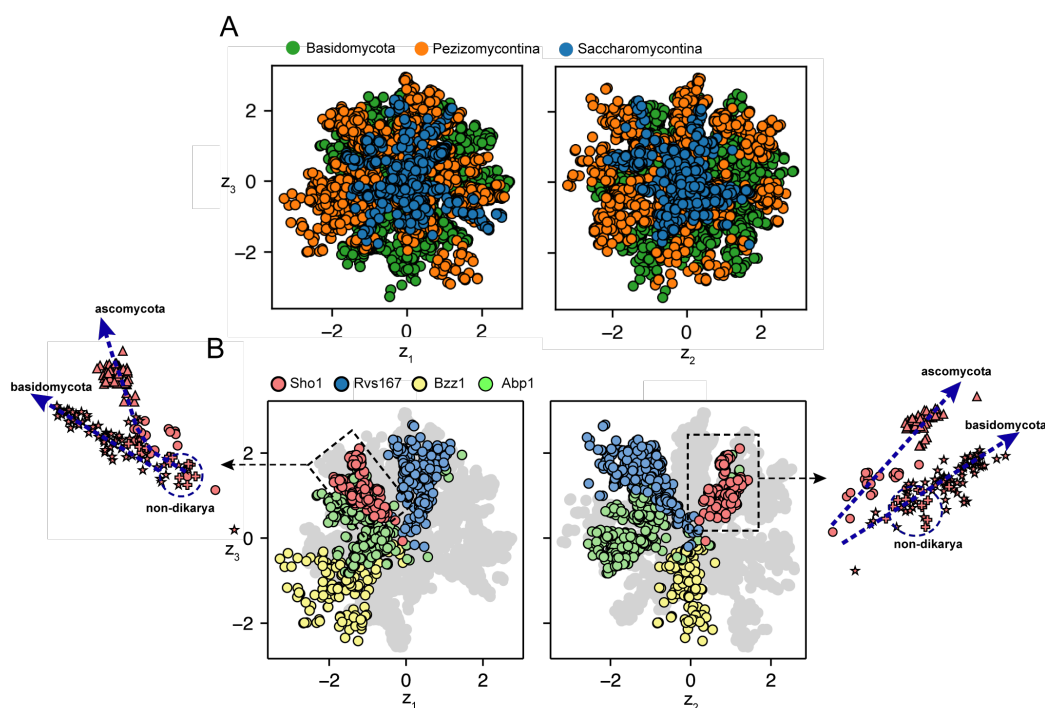 A
Basidomycota Pezizomycontina Saccharomycontina
2
z3 0
−2
−2 0 2 −2 0 2
z1 z2
B
Sho1 Rvs167 Bzz1 Abp1
ascomycota
basidomycota
non-dikarya
2
z3 0
−2
−2 0 2 −2 0 2
z1 z2
ascomycota
basidomycota
non-dikarya